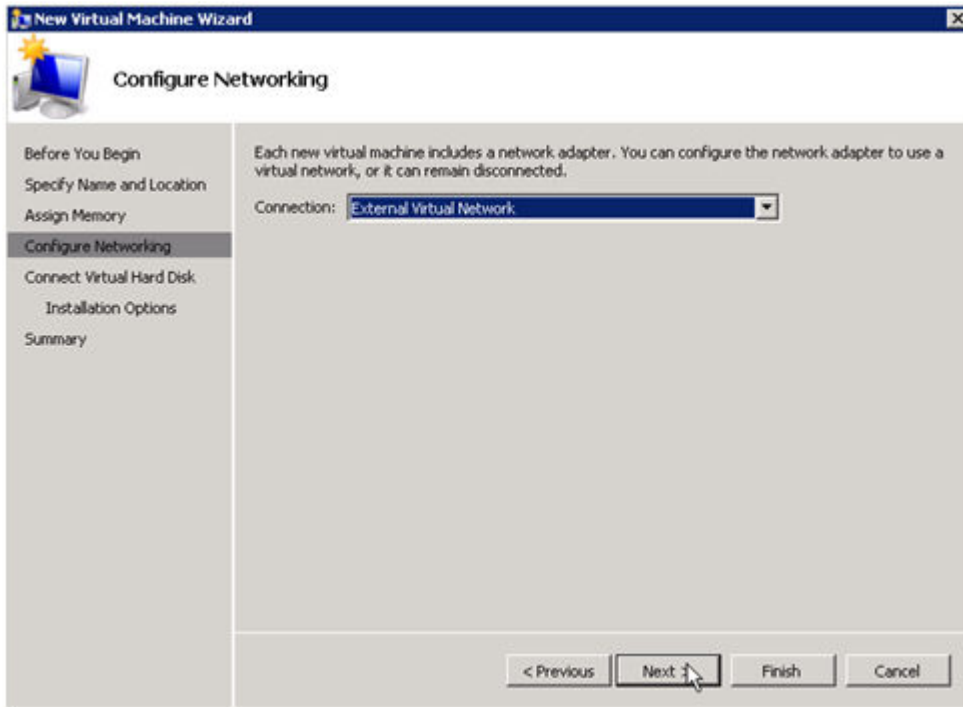 New Virtual Machine Wizard
Configure Networking
Before You Begin
Specify Name and Location
Assign Memory
Configure Networking
Connect Virtual Hard Disk
Installation Options
Summary
Each new virtual machine includes a network adapter. You can configure the network adapter to use a
virtual network, or it can remain disconnected.
Connection: External Virtual Network
< Previous Next > Finish Cancel